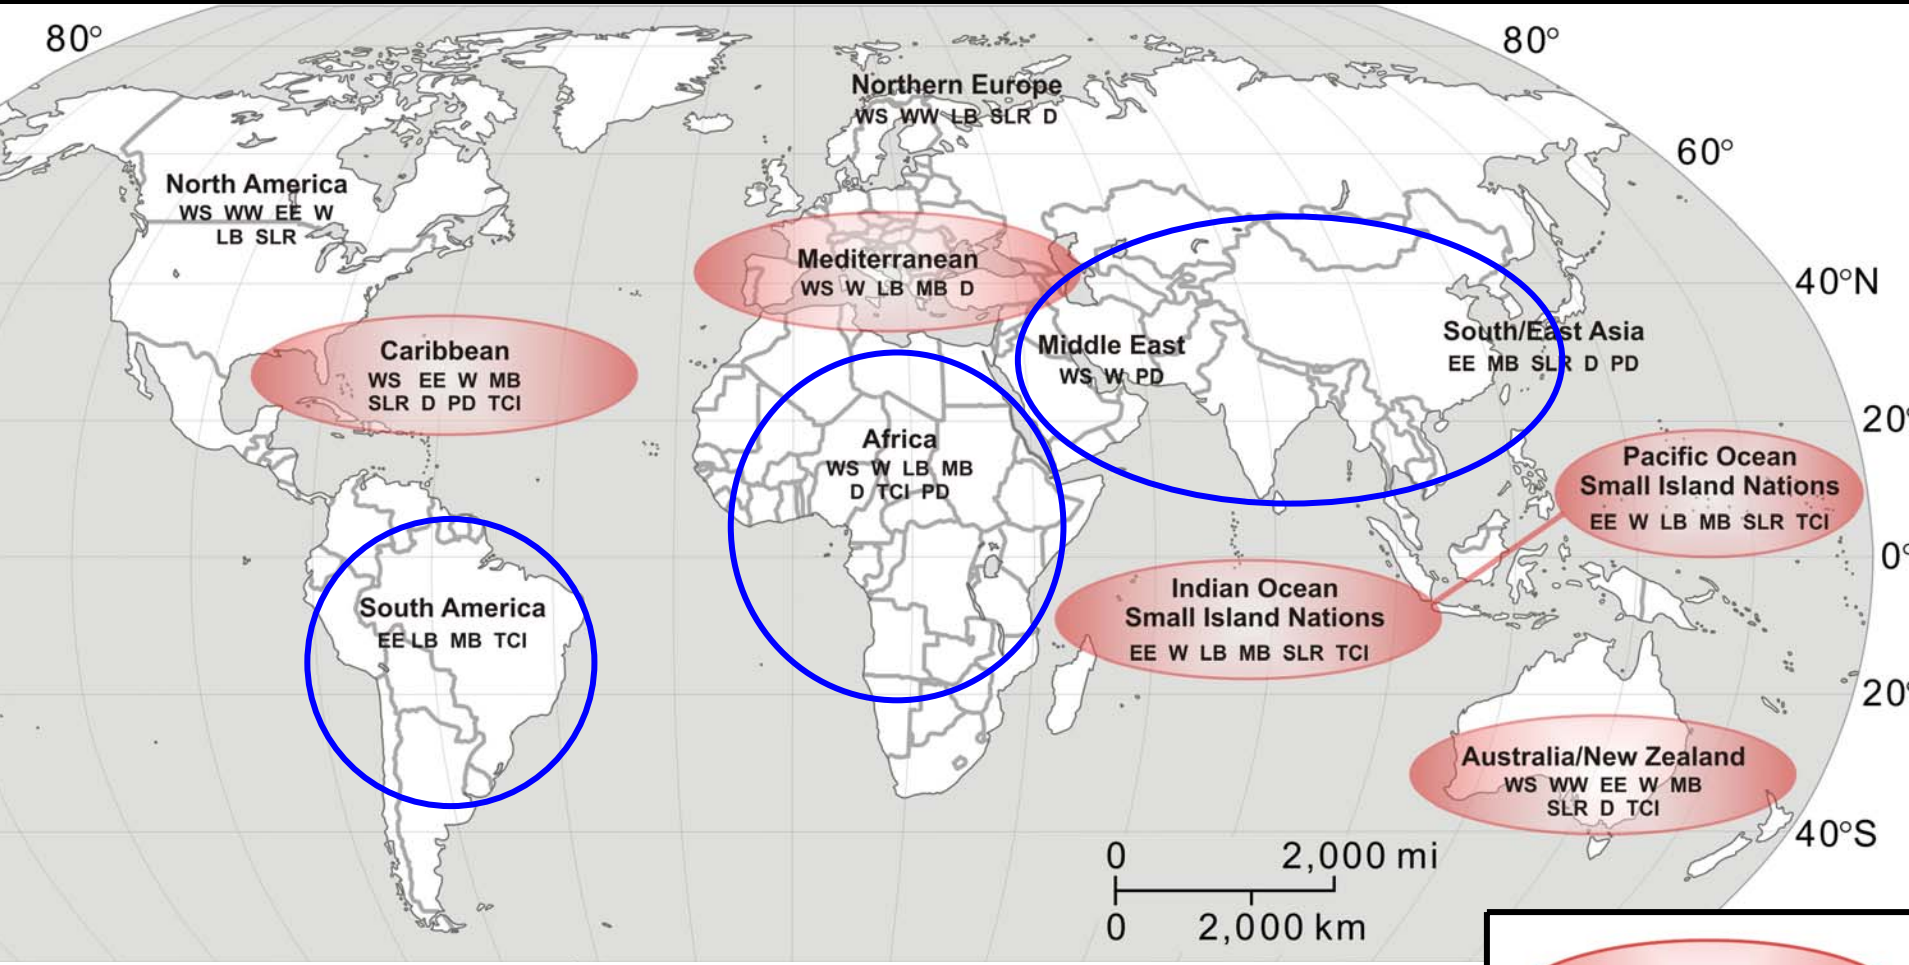 80°
80°
Northern Europe
WS WW LB SLR D
60°
North America
WS WW EE W
LB SLR
Mediterranean
WS W LB MB D
40°N
Middle East
WS W PD
South/East Asia
EE MB SLR D PD
Caribbean
WS EE W MB
SLR D PD TCI
20°
Africa
WS W LB MB
D TCI PD
Pacific Ocean
Small Island Nations
EE W LB MB SLR TCI
0°
Indian Ocean
Small Island Nations
EE W LB MB SLR TCI
South America
EE LB MB TCI
20°
Australia/New Zealand
WS WW EE W MB
SLR D TCI
40°S
0 2,000 mi
0 2,000 km